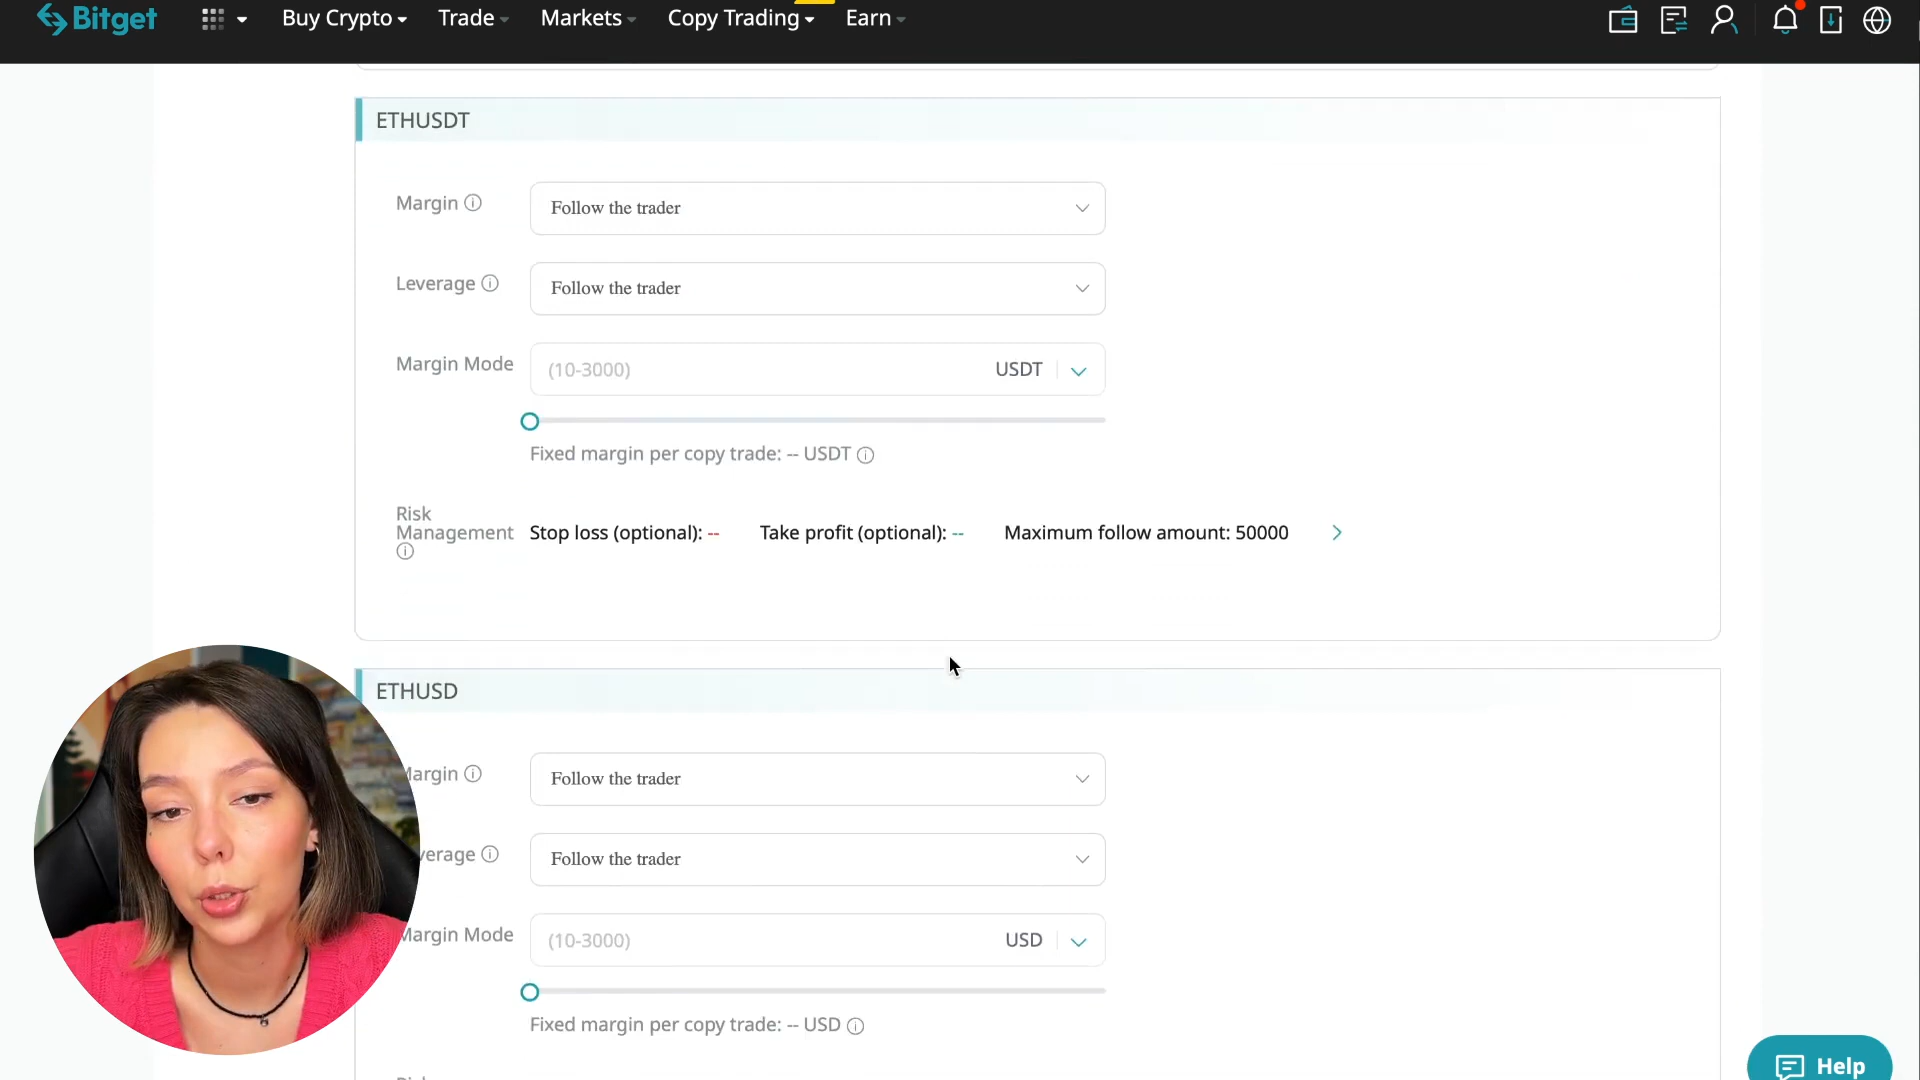 Bitget
Buy Crypto
Trade
Markets
Copy Trading
Earn
ETHUSDT
Margin
Follow the trader
Leverage
Follow the trader
Margin Mode
(10-3000)
USDT
Fixed margin per copy trade: -- USDT
Risk
Management
Stop loss (optional): --
Take profit (optional): --
Maximum follow amount: 50000
ETHUSD
Margin
Follow the trader
verage
Follow the trader
Margin Mode
(10-3000)
USD
Fixed margin per copy trade: -- USD
Help